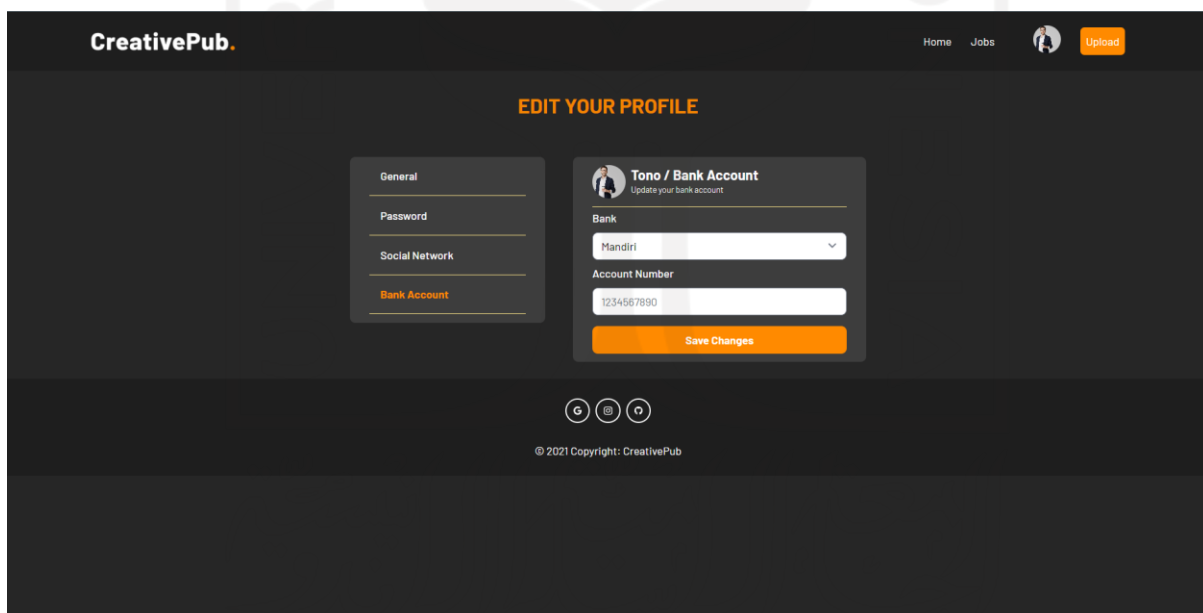 CreativePub.
Home Jobs Upload
EDIT YOUR PROFILE
General
Password
Social Network
Bank Account
Tono / Bank Account
Update your bank account
Bank
Mandiri
Account Number
1234567890
Save Changes
© 2021 Copyright: CreativePub